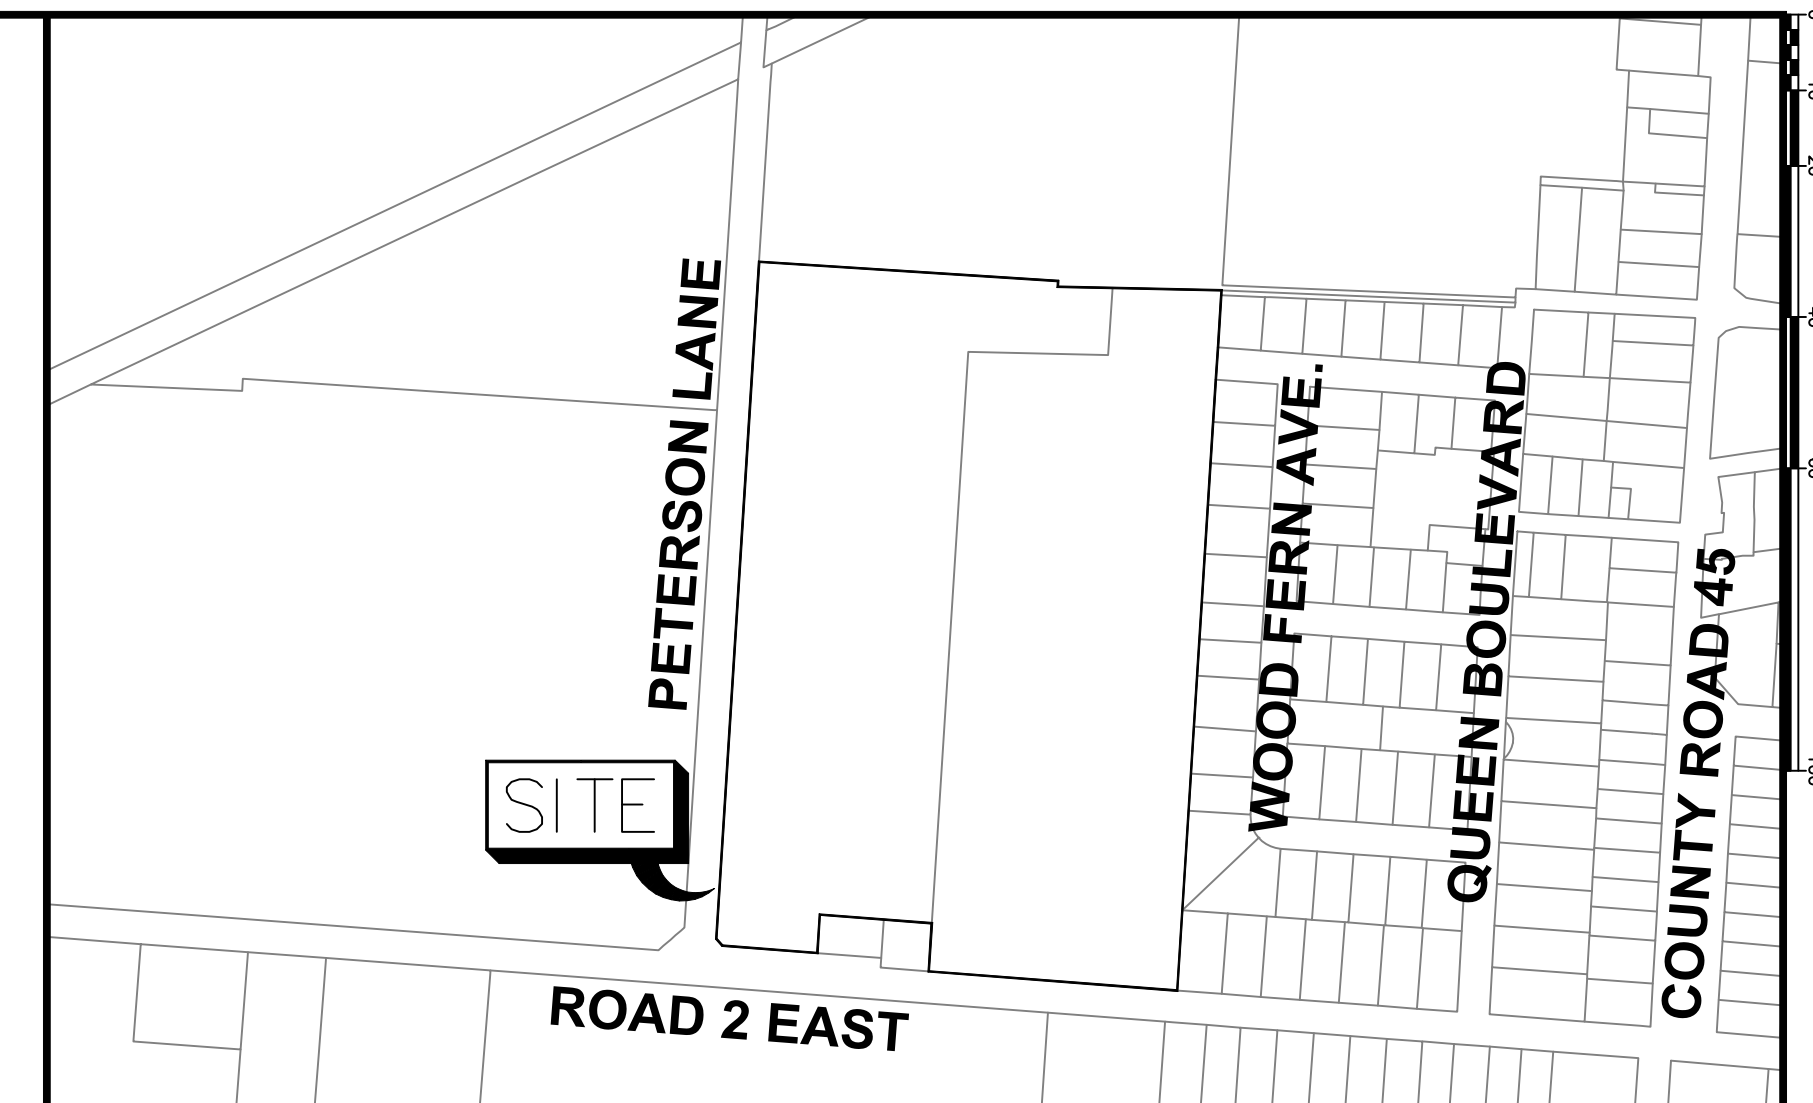 PETERSON LANE
WOOD FERN AVE.
QUEEN BOULEVARD
COUNTY ROAD 45
SITE
ROAD 2 EAST